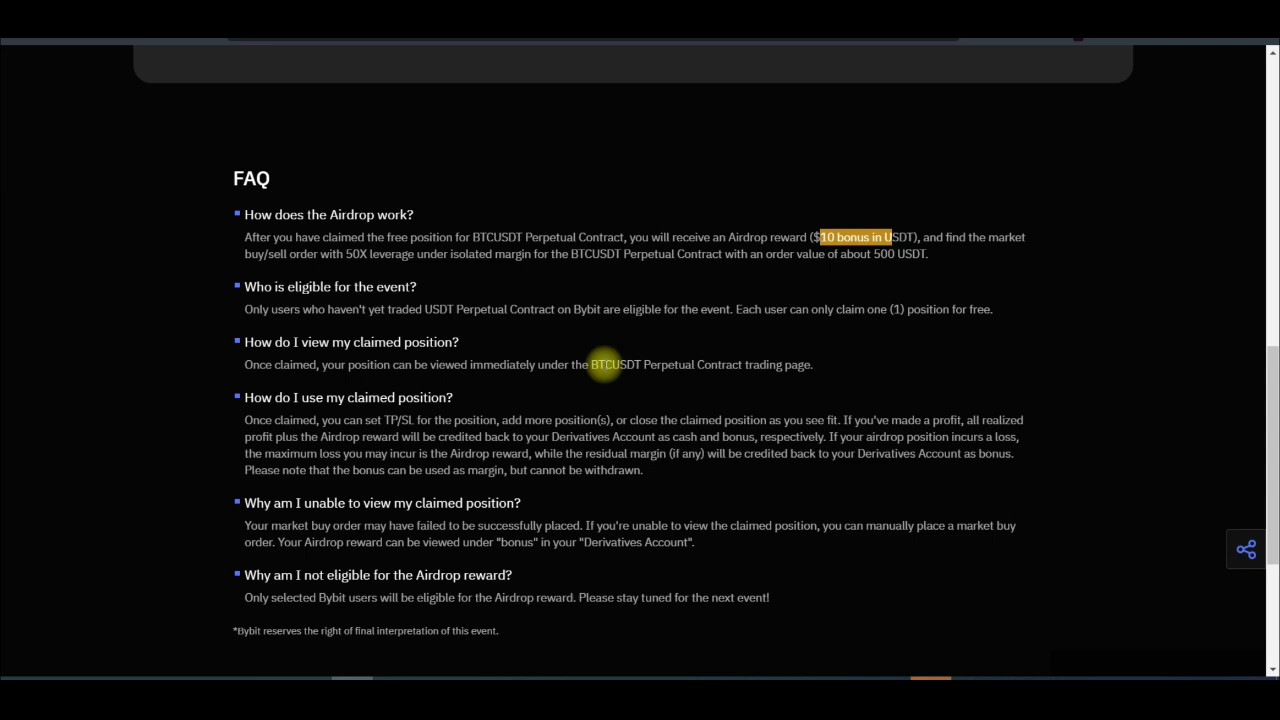 FAQ
How does the Airdrop work?
After you have claimed the free position for BTCUSDT Perpetual Contract, you will receive an Airdrop reward ($10 bonus in USDT), and find the market
buy/sell order with 50X leverage under isolated margin for the BTCUSDT Perpetual Contract with an order value of about 500 USDT.
Who is eligible for the event?
Only users who haven't yet traded USDT Perpetual Contract on Bybit are eligible for the event. Each user can only claim one (1) position for free.
How do I view my claimed position?
Once claimed, your position can be viewed immediately under the BTCUSDT Perpetual Contract trading page.
How do I use my claimed position?
Once claimed, you can set TP/SL for the position, add more position(s), or close the claimed position as you see fit. If you've made a profit, all realized
profit plus the Airdrop reward will be credited back to your Derivatives Account as cash and bonus, respectively. If your airdrop position incurs a loss,
the maximum loss you may incur is the Airdrop reward, while the residual margin (if any) will be credited back to your Derivatives Account as bonus.
Please note that the bonus can be used as margin, but cannot be withdrawn.
Why am I unable to view my claimed position?
Your market buy order may have failed to be successfully placed. If you're unable to view the claimed position, you can manually place a market buy
order. Your Airdrop reward can be viewed under "bonus" in your "Derivatives Account".
Why am I not eligible for the Airdrop reward?
Only selected Bybit users will be eligible for the Airdrop reward. Please stay tuned for the next event!
*Bybit reserves the right of final interpretation of this event.